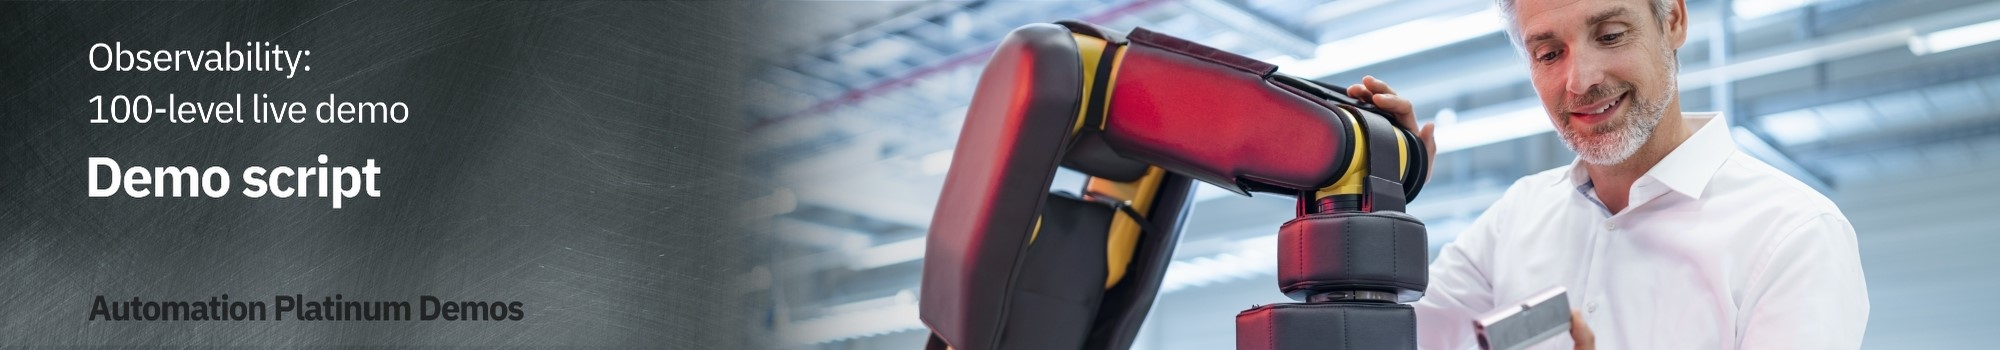 Observability:
100-level live demo
Demo script
Automation Platinum Demos